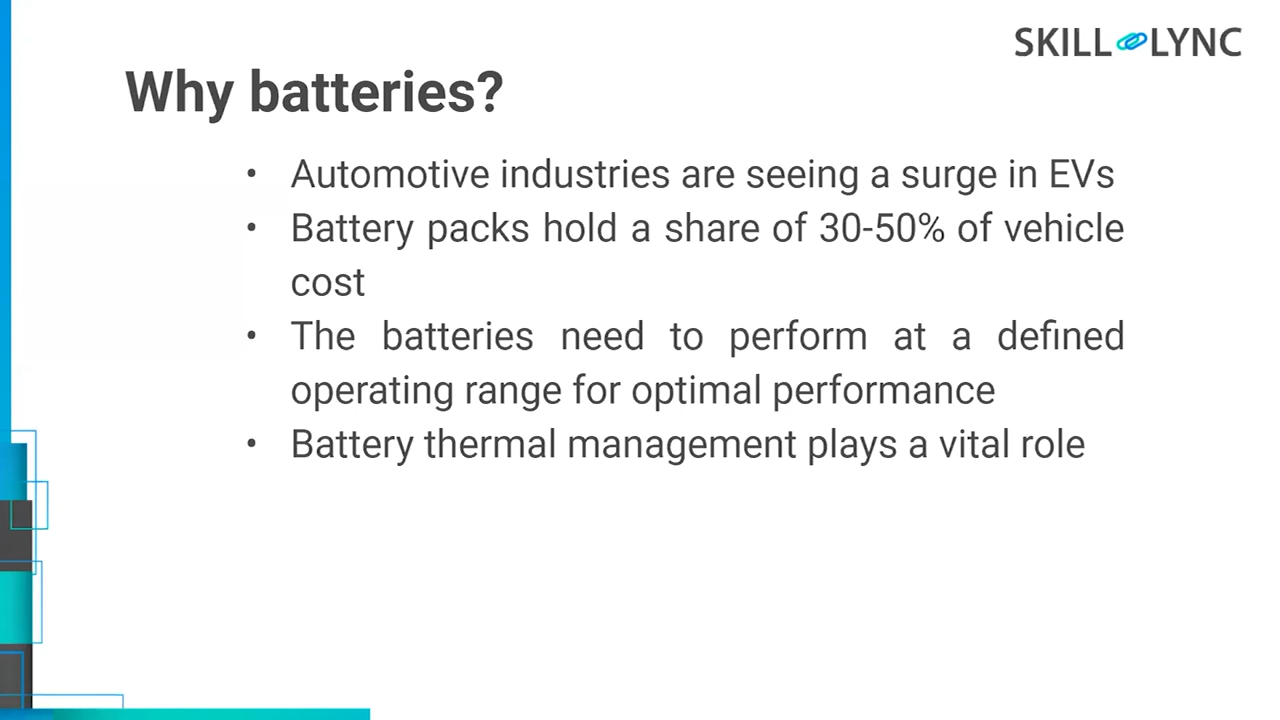 SKILL LYNC
Why batteries?
• Automotive industries are seeing a surge in EVs
• Battery packs hold a share of 30-50% of vehicle
cost
• The batteries need to perform at a defined
operating range for optimal performance
• Battery thermal management plays a vital role